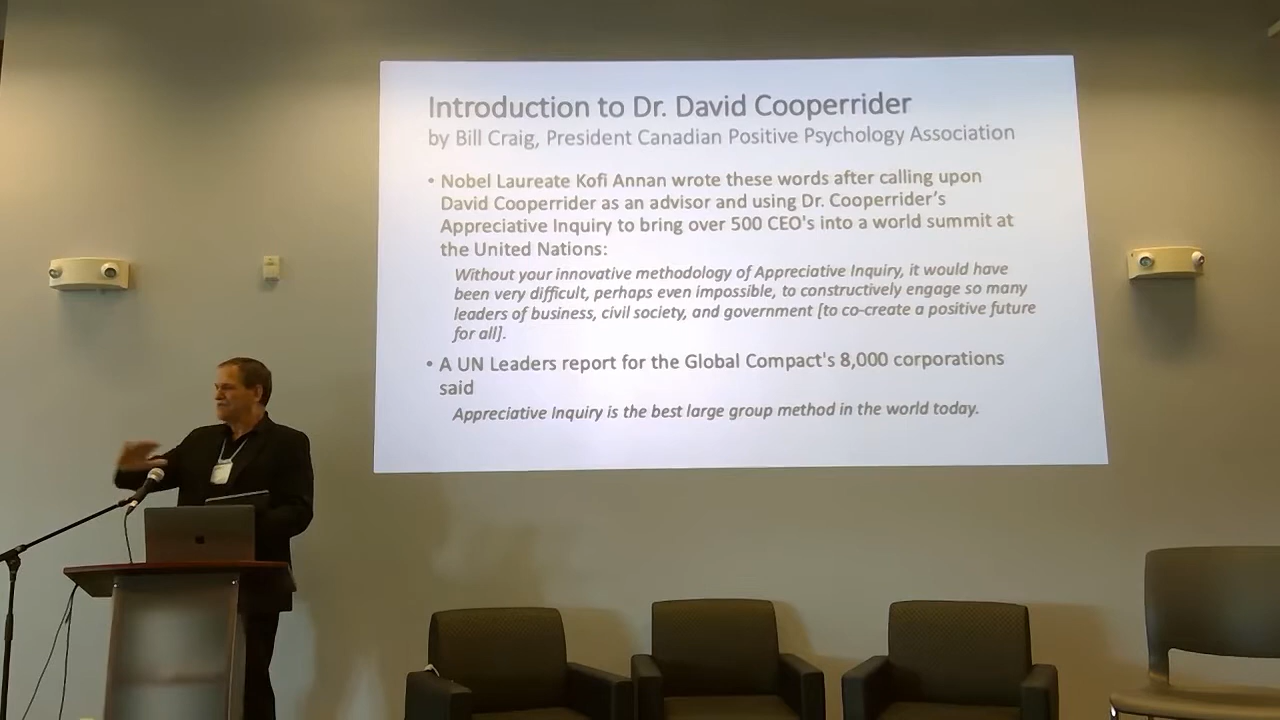 Introduction to Dr. David Cooperrider
by Bill Craig, President Canadian Positive Psychology Association
• Nobel Laureate Kofi Annan wrote these words after calling upon
David Cooperrider as an advisor and using Dr. Cooperrider's
Appreciative Inquiry to bring over 500 CEO's into a world summit at
the United Nations:
Without your innovative methodology of Appreciative Inquiry, it would have
been very difficult, perhaps even impossible, to constructively engage so many
leaders of business, civil society, and government [to co-create a positive future
for all].
• A UN Leaders report for the Global Compact's 8,000 corporations
said
Appreciative Inquiry is the best large group method in the world today.